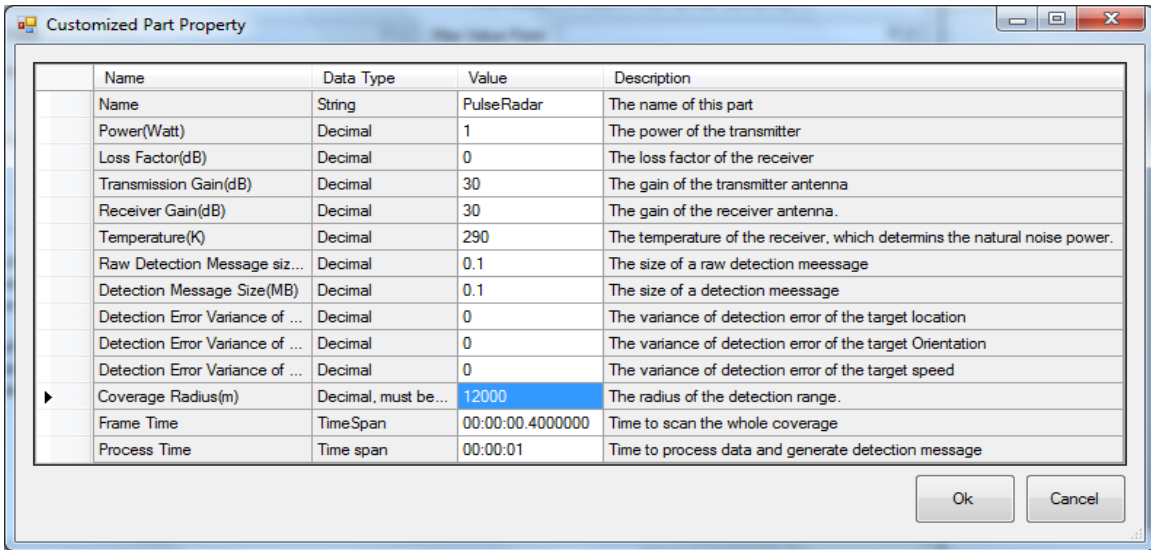 Customized Part Property
Name Data Type Value Description
Name String PulseRadar The name of this part
Power(Watt) Decimal 1 The power of the transmitter
Loss Factor(dB) Decimal 0 The loss factor of the receiver
Transmission Gain(dB) Decimal 30 The gain of the transmitter antenna
Receiver Gain(dB) Decimal 30 The gain of the receiver antenna.
Temperature(K) Decimal 290 The temperature of the receiver, which determins the natural noise power.
Raw Detection Message siz... Decimal 0.1 The size of a raw detection meessage
Detection Message Size(MB) Decimal 0.1 The size of a detection meessage
Detection Error Variance of ... Decimal 0 The variance of detection error of the target location
Detection Error Variance of ... Decimal 0 The variance of detection error of the target Orientation
Detection Error Variance of ... Decimal 0 The variance of detection error of the target speed
Coverage Radius(m) Decimal, must be... 12000 The radius of the detection range.
Frame Time TimeSpan 00:00:00.4000000 Time to scan the whole coverage
Process Time Time span 00:00:01 Time to process data and generate detection message
Ok Cancel